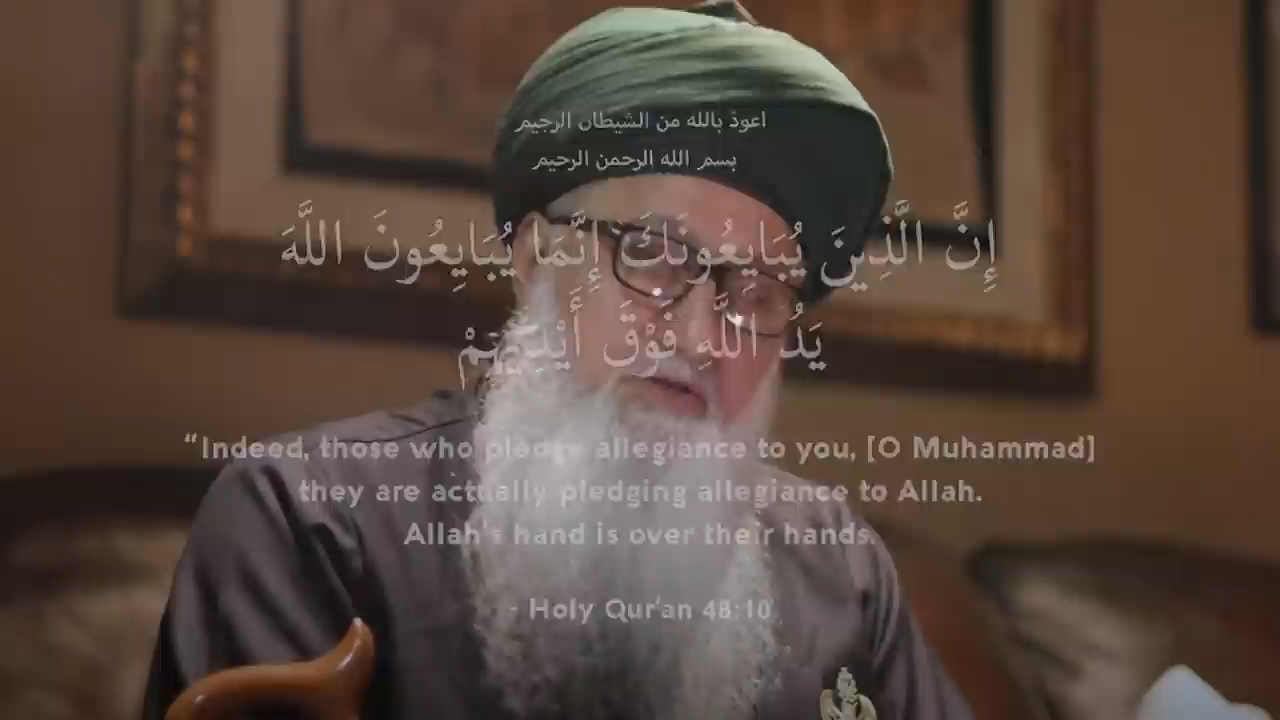 اعوذ بالله من الشيطان الرجيم
بسم الله الرحمن الرحيم
إِنَّ الَّذِينَ يُبَايِعُونَكَ إِنَّمَا يُبَايِعُونَ اللَّهَ
يَدُ اللَّهِ فَوْقَ أَيْدِيهِمْ
“Indeed, those who pledge allegiance to you, [O Muhammad]
they are actually pledging allegiance to Allah.
Allah's hand is over their hands.
- Holy Qur'an 48:10